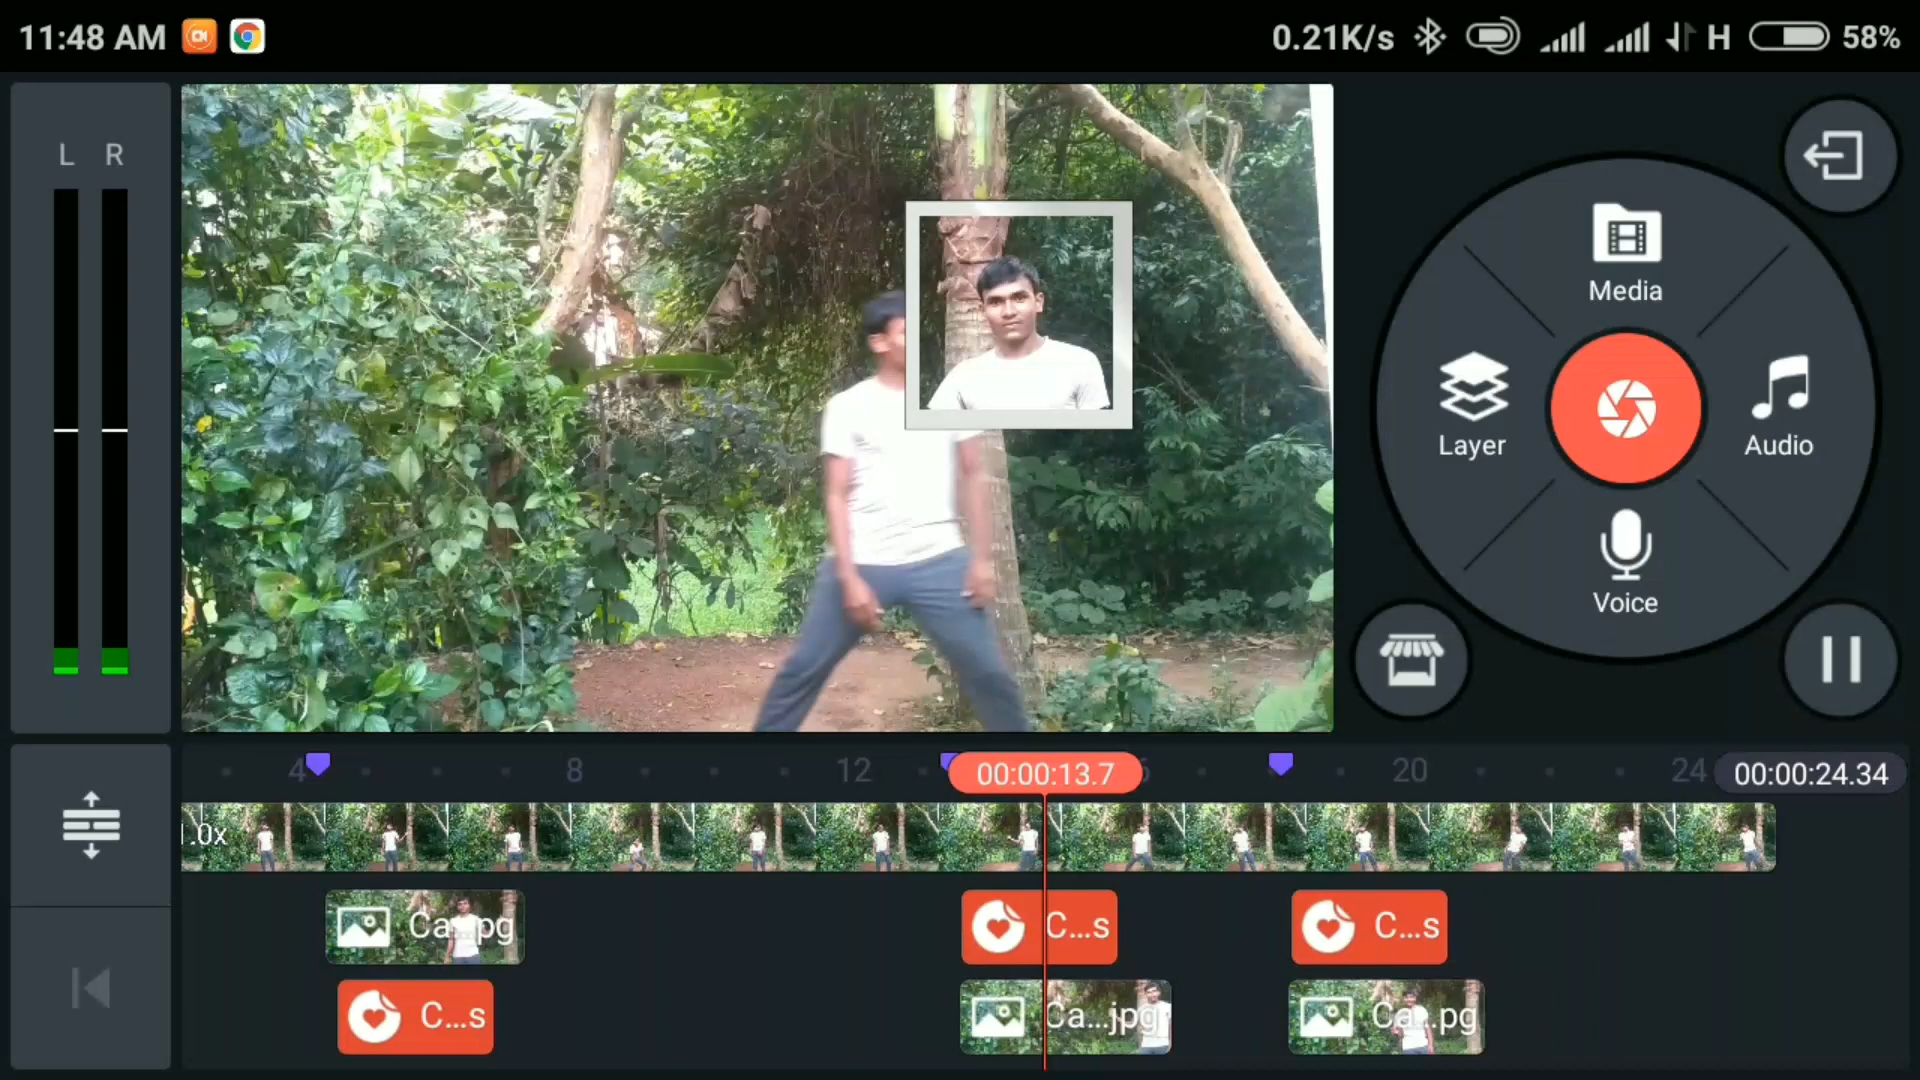 11:48 AM
0.21K/s
H
58%
L R
Media
Layer
Audio
Voice
4
8
12
00:00:13.7
20
24
00:00:24.34
.0x
Ca...pg
C...s
C...s
C...s
Ca...jpg
Ca...pg